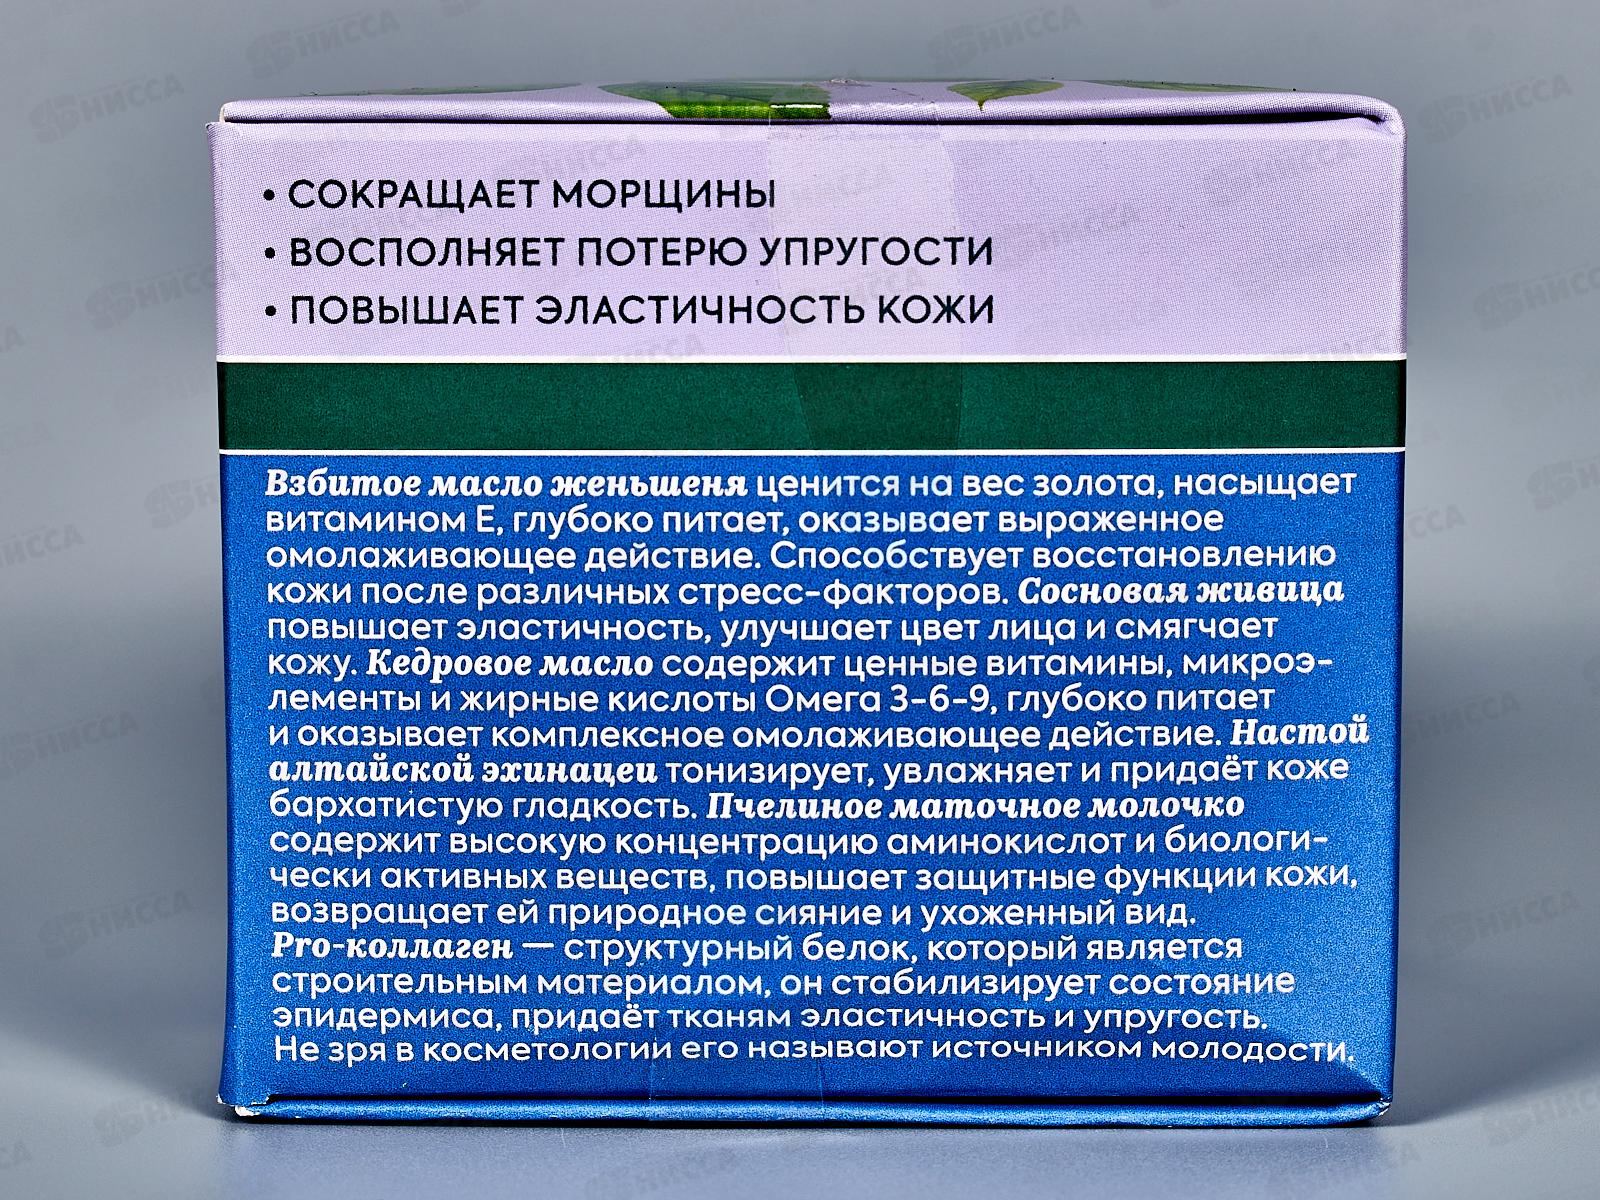 • СОКРАЩАЕТ МОРЩИНЫ
• ВОСПОЛНЯЕТ ПОТЕРЮ УПРУГОСТИ
• ПОВЫШАЕТ ЭЛАСТИЧНОСТЬ КОЖИ
Взбитое масло женьшеня ценится на вес золота, насыщает
витамином Е, глубоко питает, оказывает выраженное
омолаживающее действие. Способствует восстановлению
кожи после различных стресс-факторов. Сосновая живица
повышает эластичность, улучшает цвет лица и смягчает
кожу. Кедровое масло содержит ценные витамины, микроэ-
лементы и жирные кислоты Омега 3-6-9, глубоко питает
и оказывает комплексное омолаживающее действие. Настой
алтайской эхинацеи тонизирует, увлажняет и придаёт коже
бархатистую гладкость. Пчелиное маточное молочко
содержит высокую концентрацию аминокислот и биологи-
чески активных веществ, повышает защитные функции кожи,
возвращает ей природное сияние и ухоженный вид.
Pro-коллаген — структурный белок, который является
строительным материалом, он стабилизирует состояние
эпидермиса, придаёт тканям эластичность и упругость.
Не зря в косметологии его называют источником молодости.
НИССА